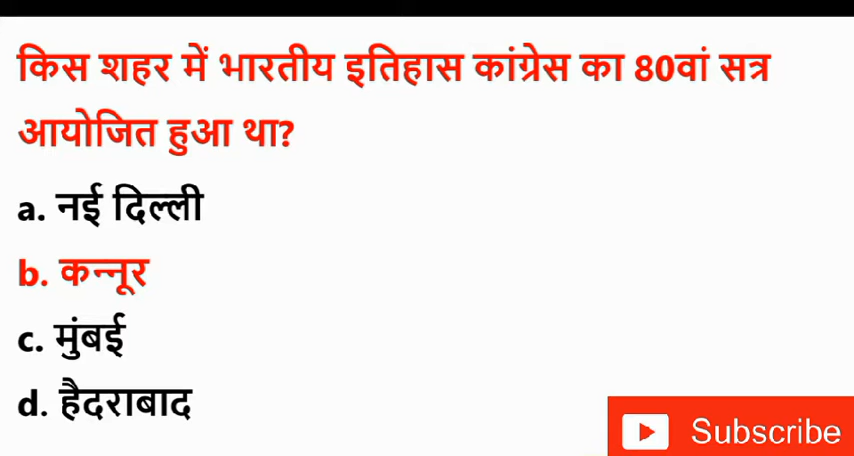 किस शहर में भारतीय इतिहास कांग्रेस का 80वां सत्र
आयोजित हुआ था?
a. नई दिल्ली
b. कन्नूर
c. मुंबई
d. हैदराबाद
Subscribe